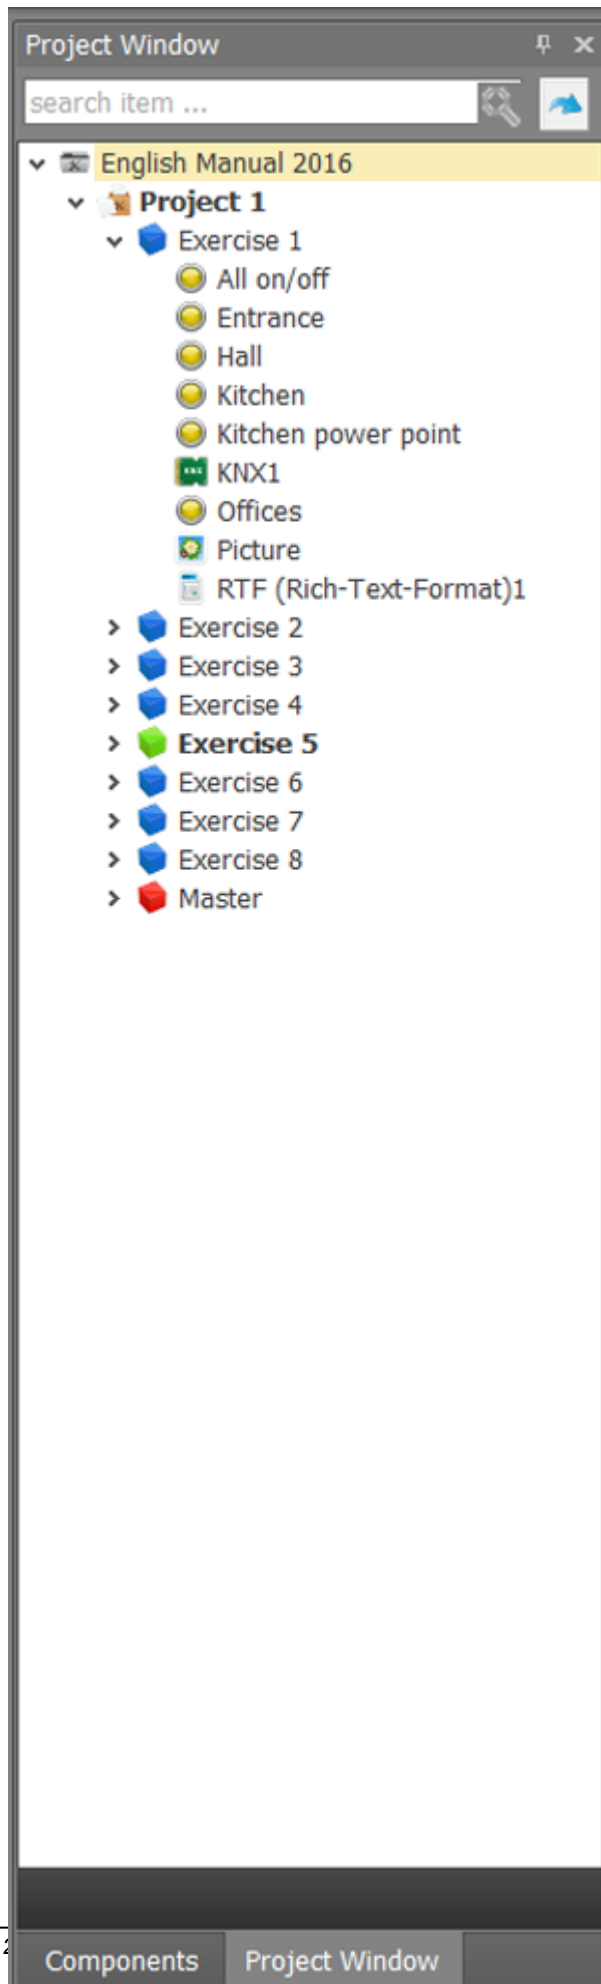 Project Window
search item ...
English Manual 2016
Project 1
Exercise 1
All on/off
Entrance
Hall
Kitchen
Kitchen power point
KNX1
Offices
Picture
RTF (Rich-Text-Format)1
Exercise 2
Exercise 3
Exercise 4
Exercise 5
Exercise 6
Exercise 7
Exercise 8
Master
Components Project Window